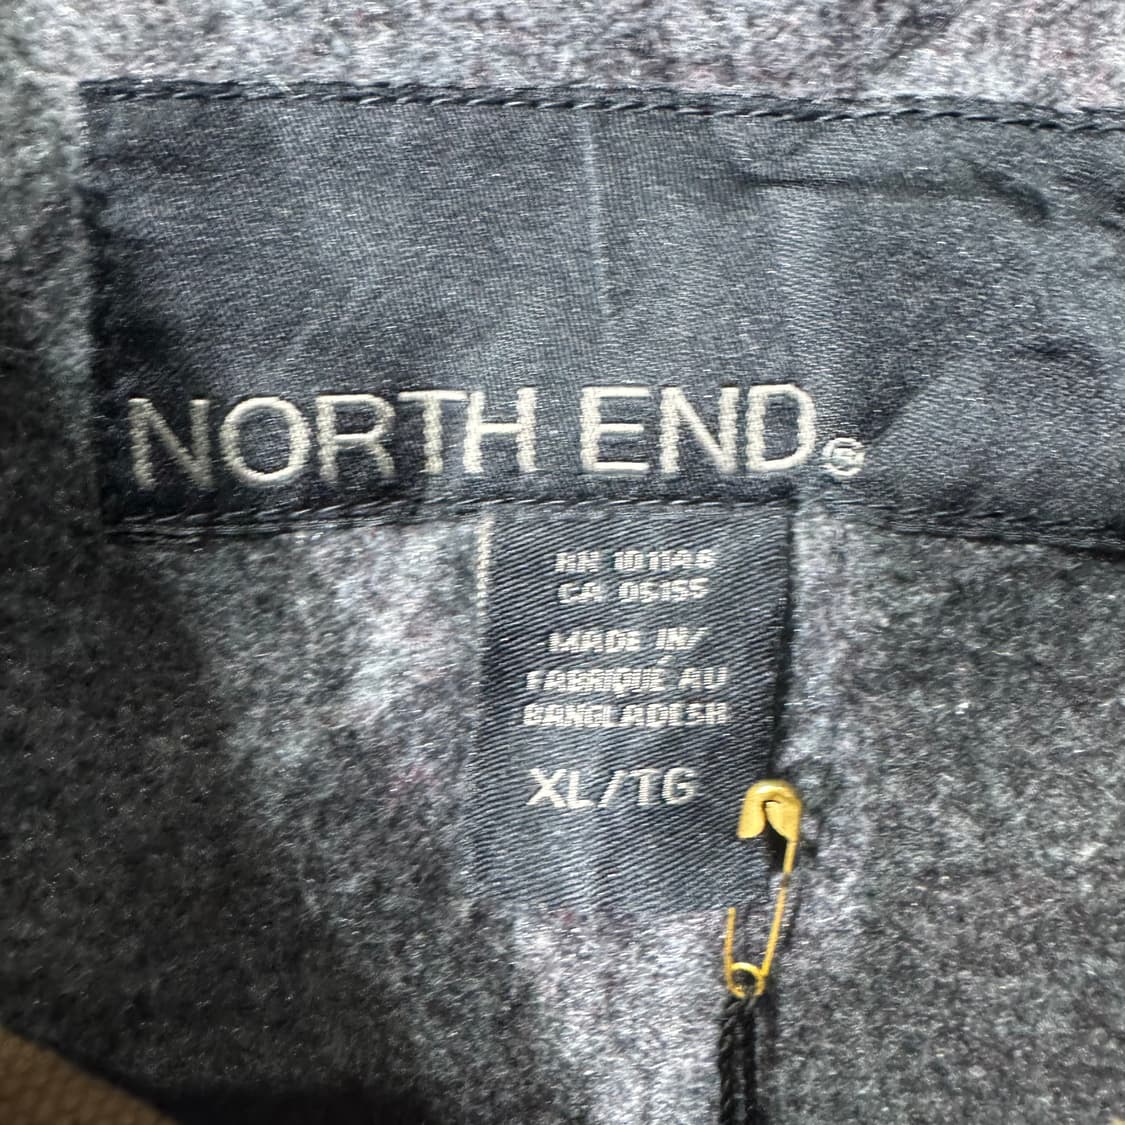 NORTH END®
RN 101146
CA 05155
MADE IN/
FABRIQUÉ AU
BANGLADESH
XL/TG